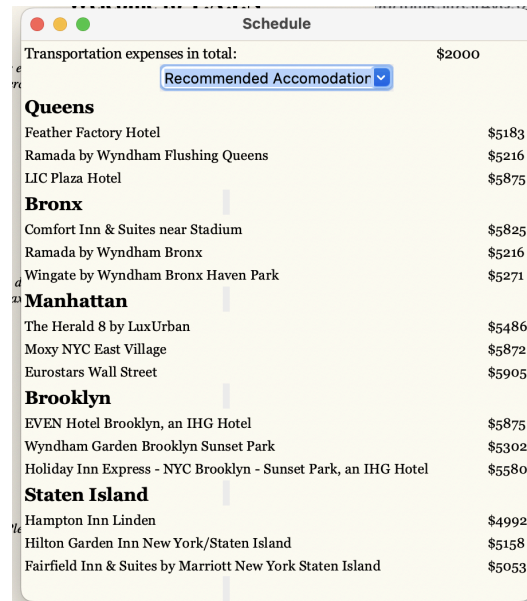 Schedule
Transportation expenses in total: $2000
Recommended Accomodation
Queens
Feather Factory Hotel $5183
Ramada by Wyndham Flushing Queens $5216
LIC Plaza Hotel $5875
Bronx
Comfort Inn & Suites near Stadium $5825
Ramada by Wyndham Bronx $5216
Wingate by Wyndham Bronx Haven Park $5271
Manhattan
The Herald 8 by LuxUrban $5486
Moxy NYC East Village $5872
Eurostars Wall Street $5905
Brooklyn
EVEN Hotel Brooklyn, an IHG Hotel $5875
Wyndham Garden Brooklyn Sunset Park $5302
Holiday Inn Express - NYC Brooklyn - Sunset Park, an IHG Hotel $5580
Staten Island
Hampton Inn Linden $4992
Hilton Garden Inn New York/Staten Island $5158
Fairfield Inn & Suites by Marriott New York Staten Island $5053